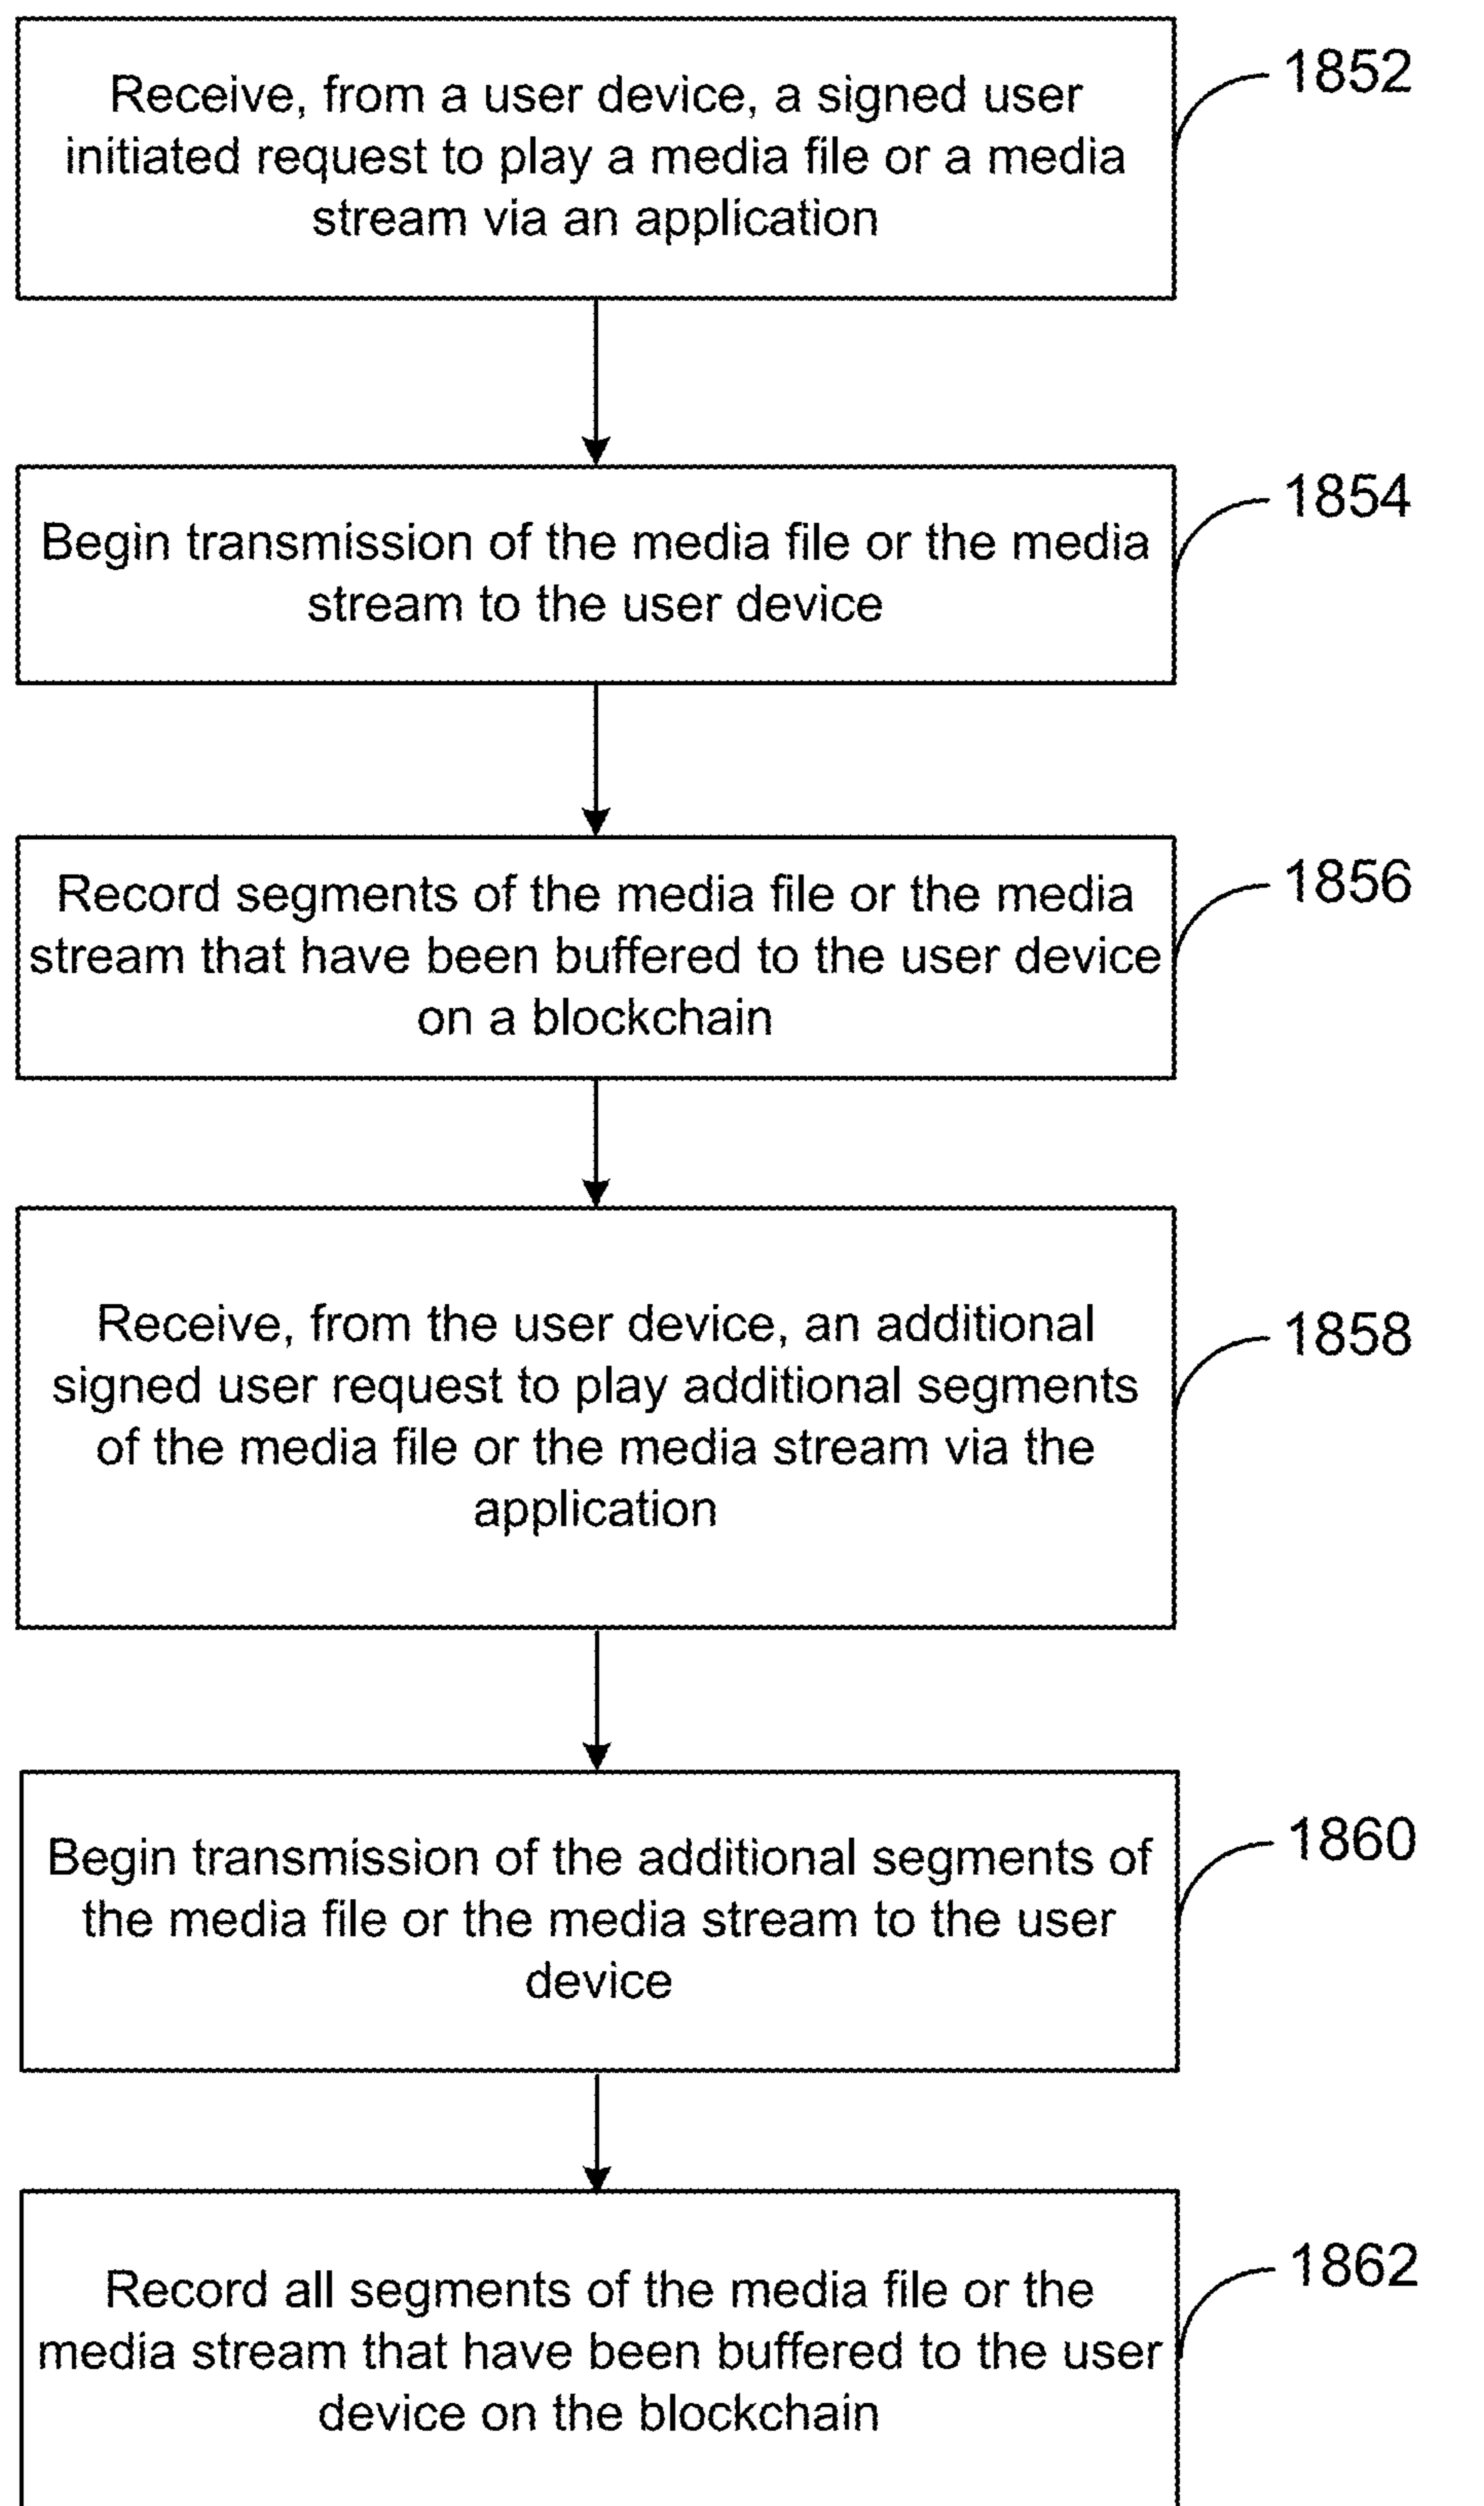 Receive, from a user device, a signed user
initiated request to play a media file or a media
stream via an application
1852
Begin transmission of the media file or the media
stream to the user device
1854
Record segments of the media file or the media
stream that have been buffered to the user device
on a blockchain
1856
Receive, from the user device, an additional
signed user request to play additional segments
of the media file or the media stream via the
application
1858
Begin transmission of the additional segments of
the media file or the media stream to the user
device
1860
Record all segments of the media file or the
media stream that have been buffered to the user
device on the blockchain
1862